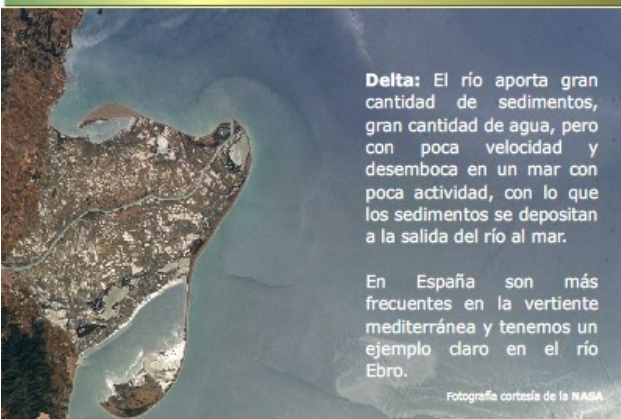 Delta: El río aporta gran
cantidad de sedimentos,
gran cantidad de agua, pero
con poca velocidad y
desemboca en un mar con
poca actividad, con lo que
los sedimentos se depositan
a la salida del río al mar.
En España son más
frecuentes en la vertiente
mediterránea y tenemos un
ejemplo claro en el río
Ebro.
Fotografía cortesía de la NASA